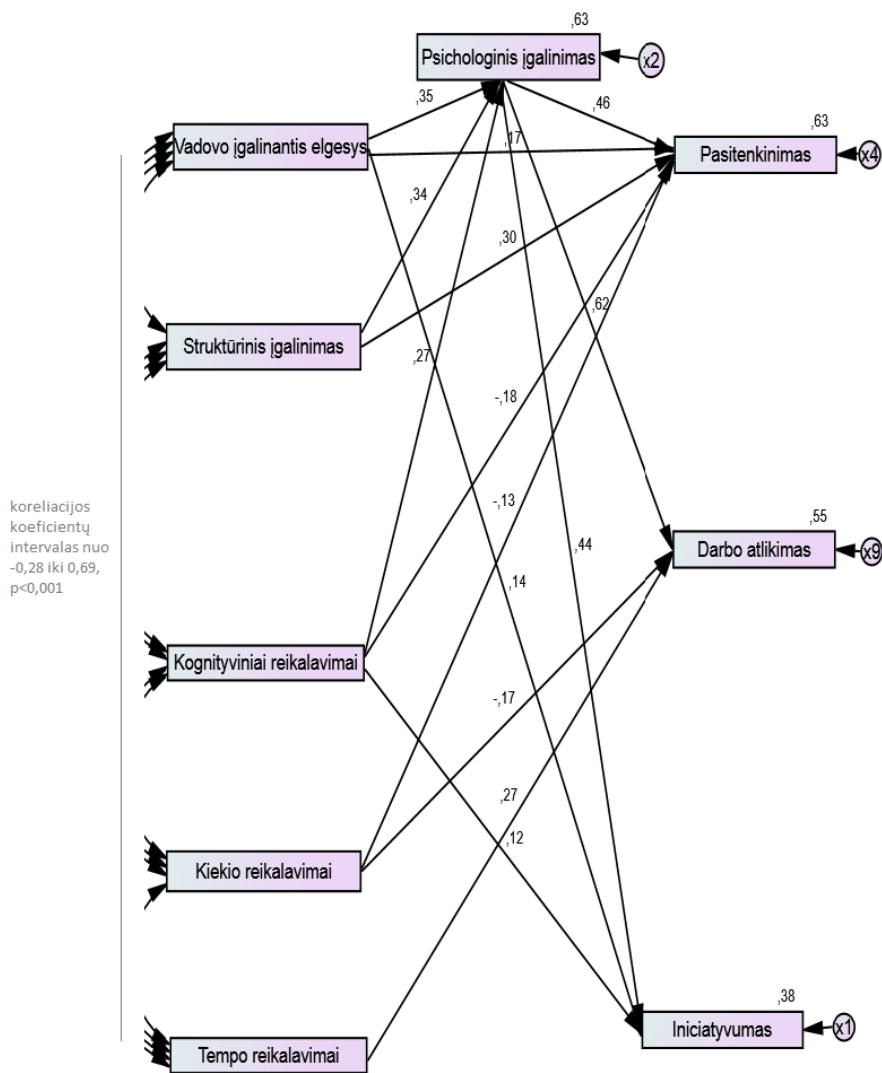 ,63
Psichologinis įgalinimas
x2
,35
,46
,63
Vadovo įgalinantis elgesys
,17
Pasitenkinimas
x4
,34
,30
,62
Struktūrinis įgalinimas
,27
-,18
koreliacijos
koeficientų
intervalas nuo
-0,28 iki 0,69,
p<0,001
-,13
,44
,55
Darbo atlikimas
x9
,14
Kognityviniai reikalavimai
-,17
,27
,12
Kiekio reikalavimai
,38
Iniciatyvumas
x1
Tempo reikalavimai